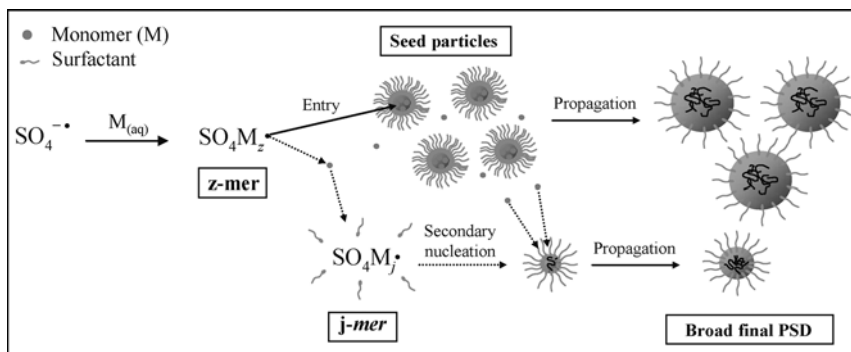 Monomer (M)
Surfactant
Seed particles
SO₄⁻• M(aq) SO₄Mz• Entry Propagation
z-mer
SO₄Mj• Secondary
nucleation Propagation
j-mer
Broad final PSD